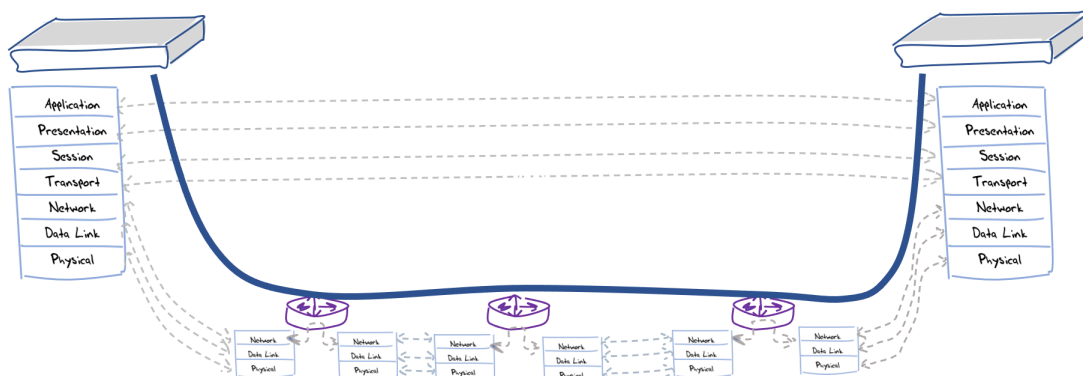 Application
Presentation
Session
Transport
Network
Data Link
Physical
Application
Presentation
Session
Transport
Network
Data Link
Physical
Network
Data Link
Physical
Network
Data Link
Physical
Network
Data Link
Physical
Network
Data Link
Physical
Network
Data Link
Physical
Network
Data Link
Physical